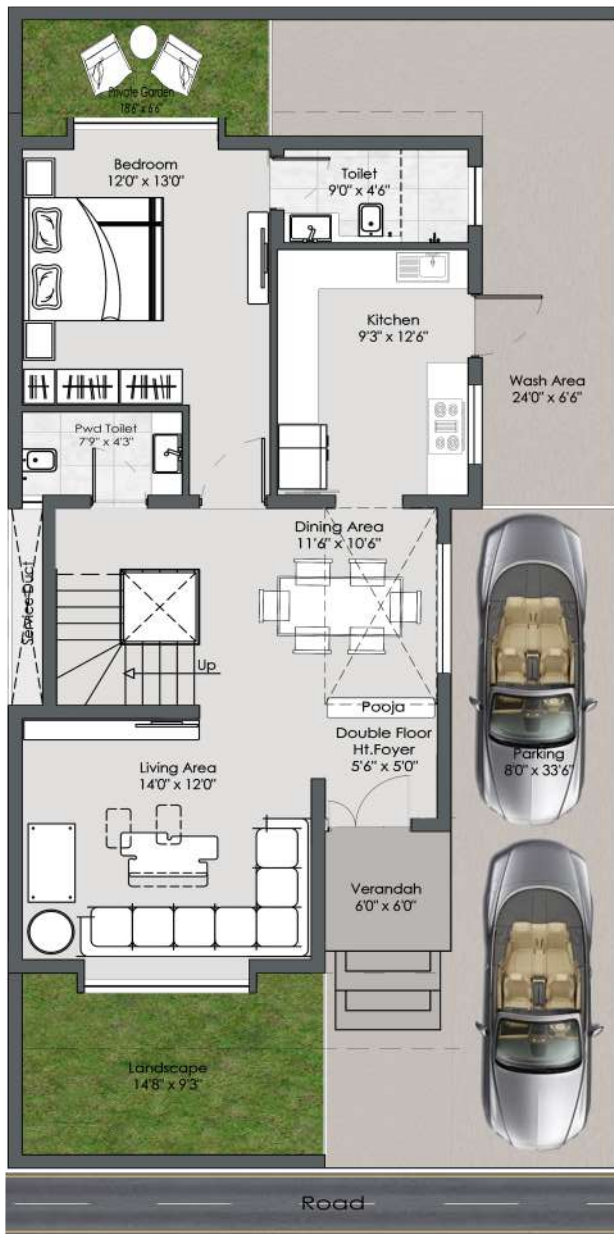 Private Garden
18'6" x 6'6"
Bedroom
12'0" x 13'0"
Toilet
9'0" x 4'6"
Kitchen
9'3" x 12'6"
Wash Area
24'0" x 6'6"
Pwd Toilet
7'9" x 4'3"
Dining Area
11'6" x 10'6"
Service Duct
Up
Pooja
Double Floor
Ht.Foyer
5'6" x 5'0"
Parking
8'0" x 33'6"
Living Area
14'0" x 12'0"
Verandah
6'0" x 6'0"
Landscape
14'8" x 9'3"
Road